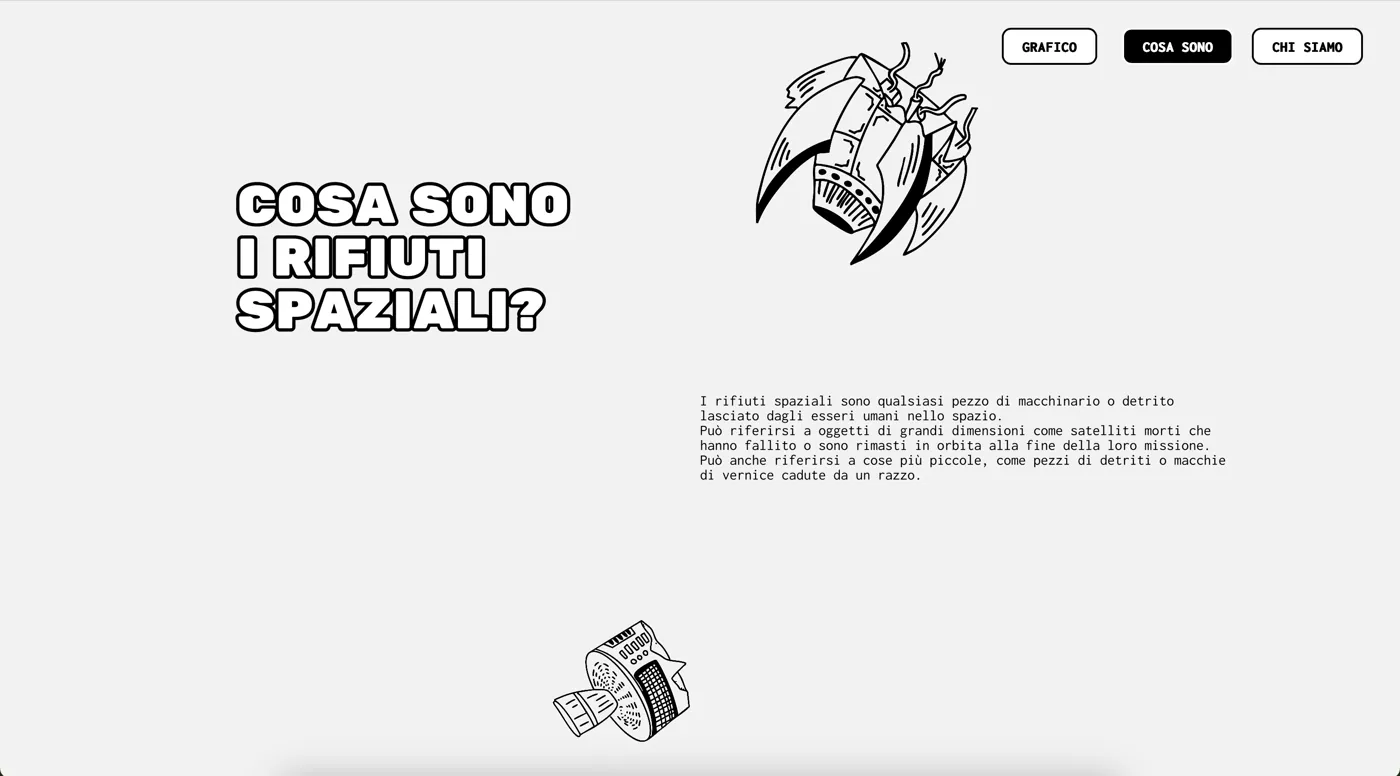 GRAFICO
COSA SONO
CHI SIAMO
COSA SONO
I RIFIUTI
SPAZIALI?
I rifiuti spaziali sono qualsiasi pezzo di macchinario o detrito
lasciato dagli esseri umani nello spazio.
Può riferirsi a oggetti di grandi dimensioni come satelliti morti che
hanno fallito o sono rimasti in orbita alla fine della loro missione.
Può anche riferirsi a cose più piccole, come pezzi di detriti o macchie
di vernice cadute da un razzo.